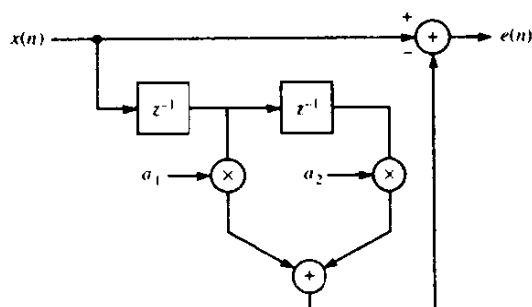 x(n)
+
+
−
e(n)
z⁻¹
z⁻¹
a₁
×
a₂
×
+